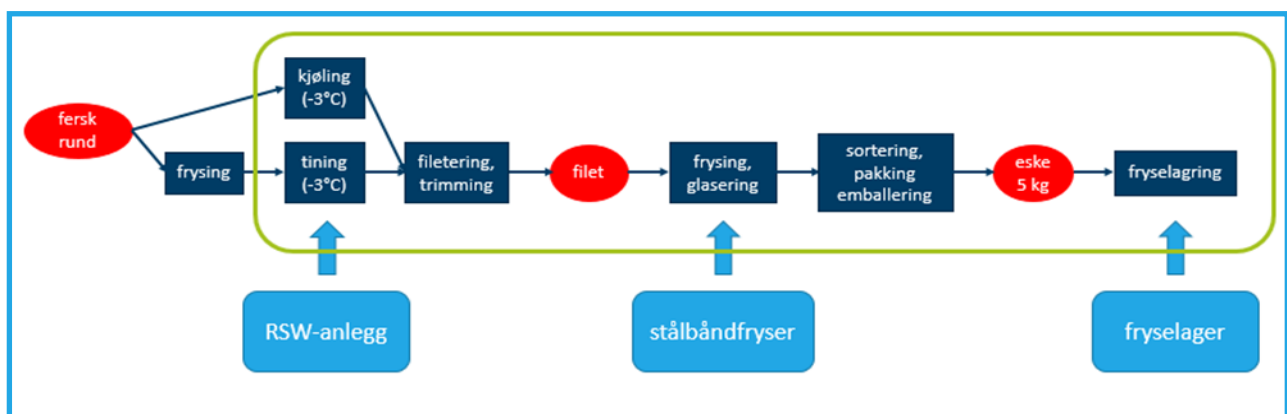 fersk
rund
frysing
kjøling
(-3°C)
tining
(-3°C)
filetering,
trimming
filet
frysing,
glasering
sortering,
pakking
emballering
eske
5 kg
fryselagring
RSW-anlegg
stålbåndfryser
fryselager